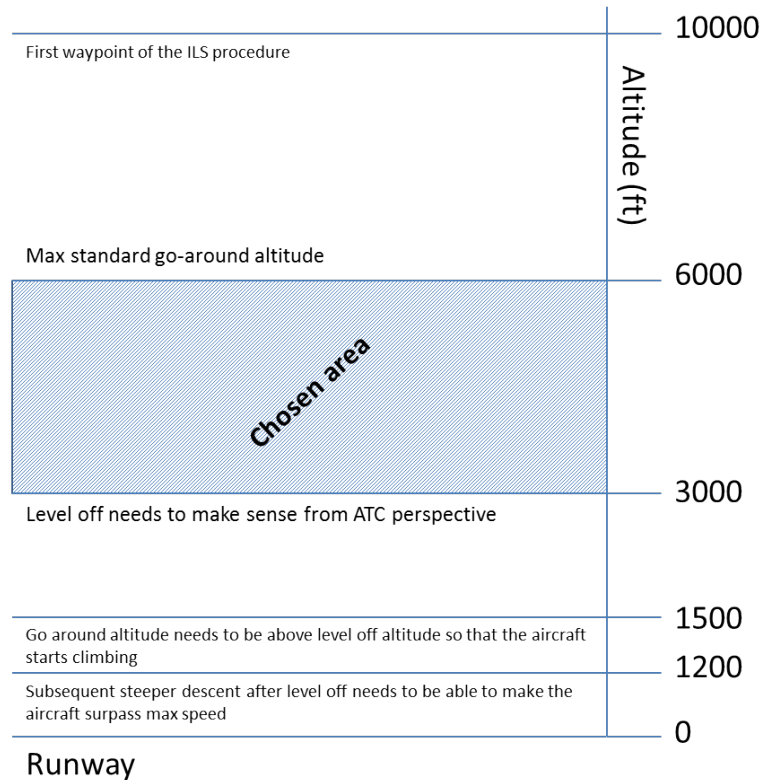 10000
First waypoint of the ILS procedure
Altitude (ft)
Max standard go-around altitude
6000
Chosen area
3000
Level off needs to make sense from ATC perspective
1500
Go around altitude needs to be above level off altitude so that the aircraft
starts climbing
1200
Subsequent steeper descent after level off needs to be able to make the
aircraft surpass max speed
0
Runway